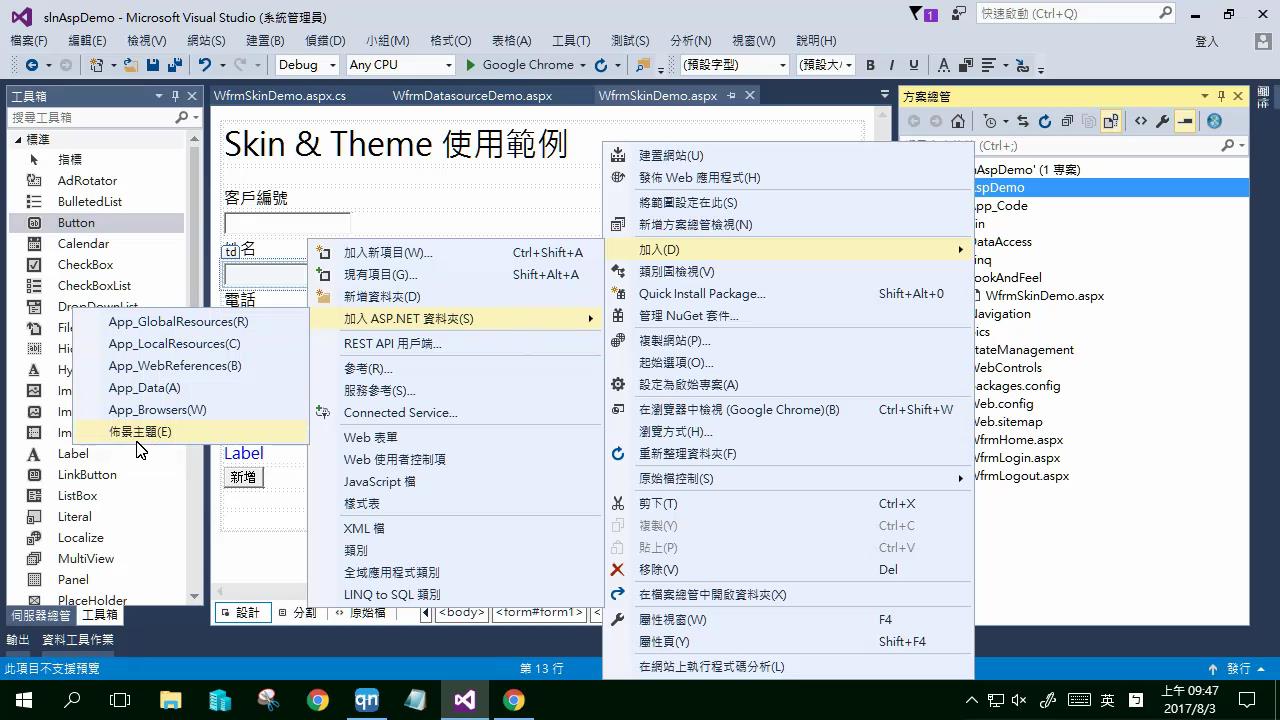 slnAspDemo - Microsoft Visual Studio (系統管理員)
1
快速啟動 (Ctrl+Q)
檔案(F) 編輯(E) 檢視(V) 網站(S) 建置(B) 偵錯(D) 小組(M) 格式(O) 表格(A) 工具(T) 測試(S) 分析(N) 視窗(W) 說明(H)
登入
Debug Any CPU Google Chrome (預設字型) (預設大 B I U A
工具箱
WfrmSkinDemo.aspx.cs WfrmDatasourceDemo.aspx WfrmSkinDemo.aspx
方案總管
搜尋工具箱
(Ctrl+;)
標準
指標
AdRotator
BulletedList
Button
Calendar
CheckBox
CheckBoxList
DropDownList
Label
LinkButton
ListBox
Literal
Localize
MultiView
Panel
PlaceHolder
伺服器總管 工具箱
Skin & Theme 使用範例
客戶編號
td 名
電話
Label
新增
設計 分割 原始檔 <body> <form#form1>
App_GlobalResources(R)
App_LocalResources(C)
App_WebReferences(B)
App_Data(A)
App_Browsers(W)
佈景主題(E)
加入新項目(W)... Ctrl+Shift+A
現有項目(G)... Shift+Alt+A
新增資料夾(D)
加入 ASP.NET 資料夾(S)
REST API 用戶端...
參考(R)...
服務參考(S)...
Connected Service...
Web 表單
Web 使用者控制項
JavaScript 檔
樣式表
XML 檔
類別
全域應用程式類別
LINQ to SQL 類別
建置網站(U)
發佈 Web 應用程式(H)
將範圍設定在此(S)
新增方案總管檢視(N)
加入(D)
類別圖檢視(V)
Quick Install Package... Shift+Alt+0
管理 NuGet 套件...
複製網站(P)...
起始選項(O)...
設定為啟始專案(A)
在瀏覽器中檢視 (Google Chrome)(B) Ctrl+Shift+W
瀏覽方式(H)...
重新整理資料夾(F)
原始檔控制(S)
剪下(T) Ctrl+X
複製(Y) Ctrl+C
貼上(P) Ctrl+V
移除(V) Del
在檔案總管中開啟資料夾(X)
屬性視窗(W) F4
屬性頁(Y) Shift+F4
在網站上執行程式碼分析(L)
nAspDemo' (1 專案)
spDemo
pp_Code
in
ataAccess
inq
ookAndFeel
WfrmSkinDemo.aspx
avigation
ics
tateManagement
WebControls
packages.config
Web.config
Web.sitemap
WfrmHome.aspx
WfrmLogin.aspx
WfrmLogout.aspx
輸出 資料工具作業
此項目不支援預覽 第 13 行 發行
qn
英
上午 09:47
2017/8/3